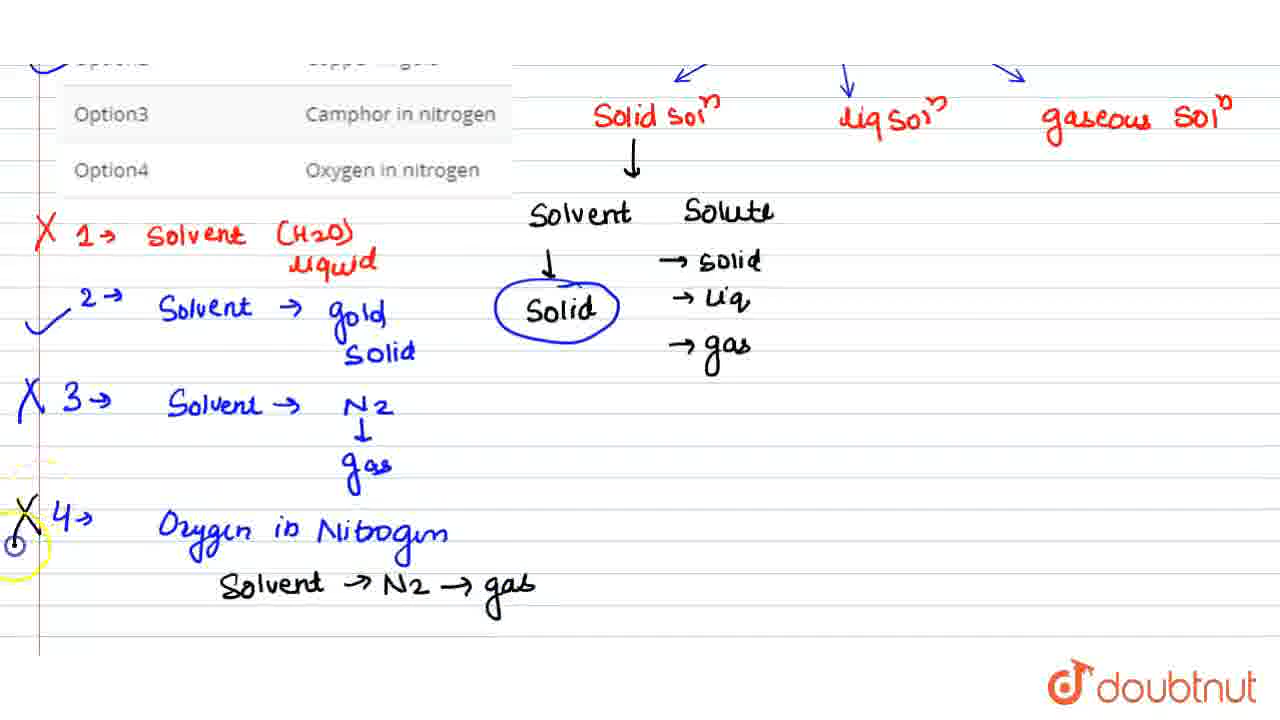 Option3 Camphor in nitrogen
Option4 Oxygen in nitrogen
Solid Solⁿ liq Solⁿ gaseous Solⁿ
Solvent Solute
Solid → solid
→ liq
→ gas
X 1→ Solvent (H2O)
liquid
2→ Solvent → gold
solid
X 3→ Solvent → N2
↓
gas
X 4→ Oxygen in Nitrogen
Solvent → N2 → gas
doubtnut